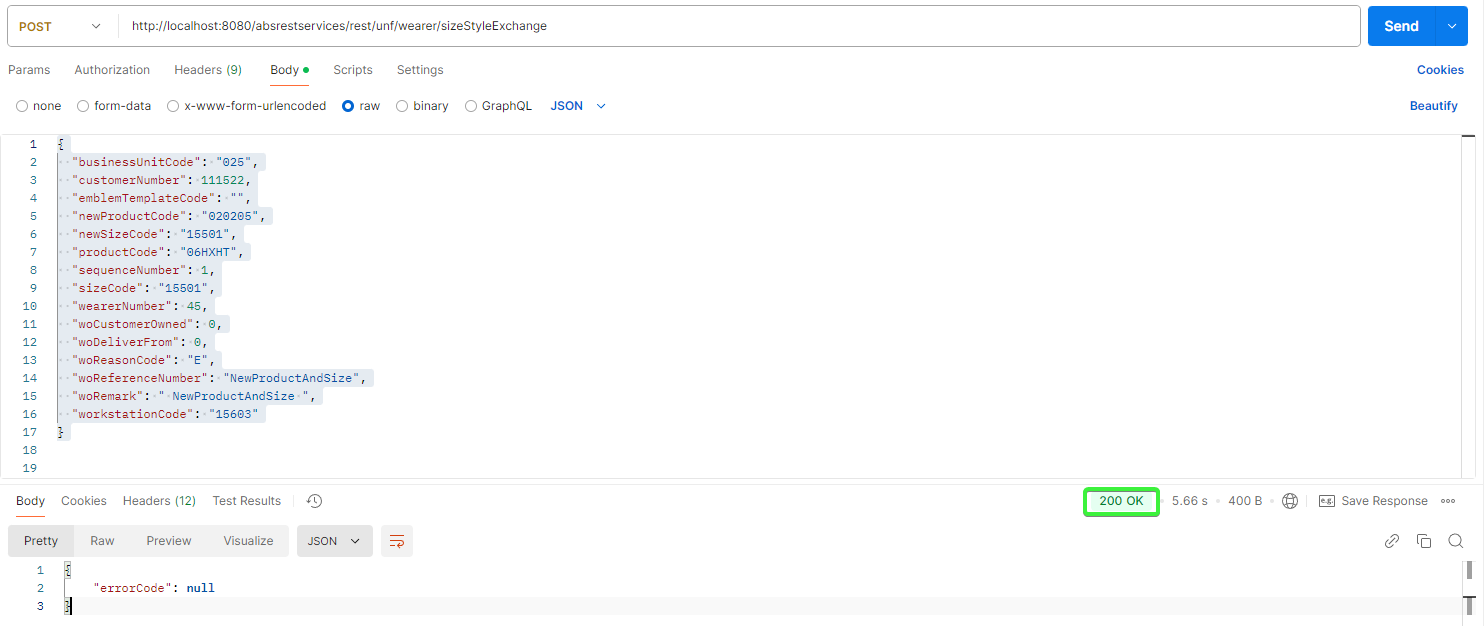 POST http://localhost:8080/absrestservices/rest/unf/wearer/sizeStyleExchange Send
Params Authorization Headers (9) Body Scripts Settings Cookies
none form-data x-www-form-urlencoded raw binary GraphQL JSON Beautify
1 {
2 "businessUnitCode": "025",
3 "customerNumber": 111522,
4 "emblemTemplateCode": "",
5 "newProductCode": "020205",
6 "newSizeCode": "15501",
7 "productCode": "06HXHT",
8 "sequenceNumber": 1,
9 "sizeCode": "15501",
10 "wearerNumber": 45,
11 "woCustomerOwned": 0,
12 "woDeliverFrom": 0,
13 "woReasonCode": "E",
14 "woReferenceNumber": "NewProductAndSize",
15 "woRemark": " NewProductAndSize ",
16 "workstationCode": "15603"
17 }
18
19
Body Cookies Headers (12) Test Results 200 OK 5.66 s 400 B e.g. Save Response
Pretty Raw Preview Visualize JSON
1 {
2 "errorCode": null
3 }